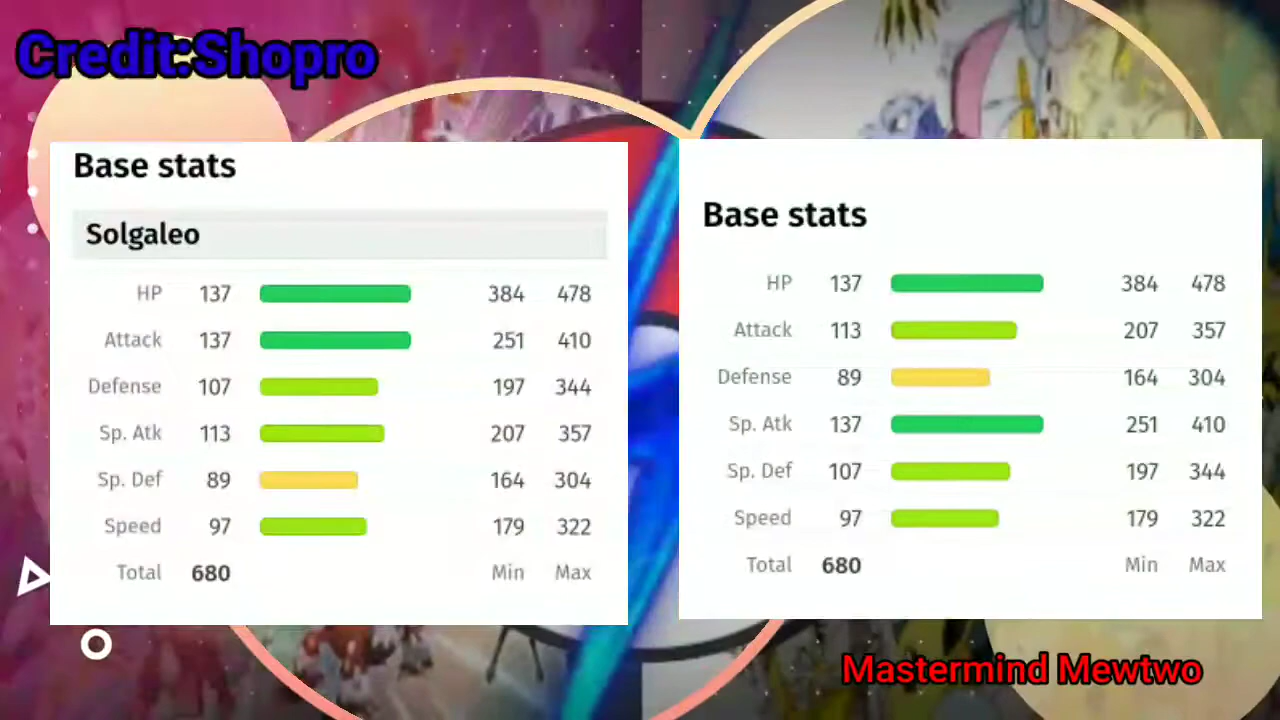 Credit:Shopro
Base stats
Solgaleo
HP 137 384 478
Attack 137 251 410
Defense 107 197 344
Sp. Atk 113 207 357
Sp. Def 89 164 304
Speed 97 179 322
Total 680 Min Max
Base stats
HP 137 384 478
Attack 113 207 357
Defense 89 164 304
Sp. Atk 137 251 410
Sp. Def 107 197 344
Speed 97 179 322
Total 680 Min Max
Mastermind Mewtwo